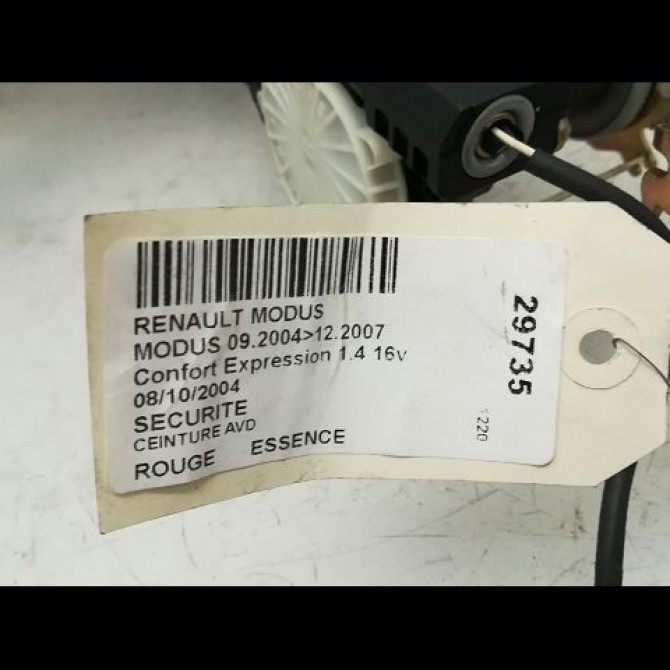 RENAULT MODUS
MODUS 09.2004>12.2007
Confort Expression 1.4 16v
08/10/2004
SECURITE
CEINTURE AVD
ROUGE ESSENCE
29735
220